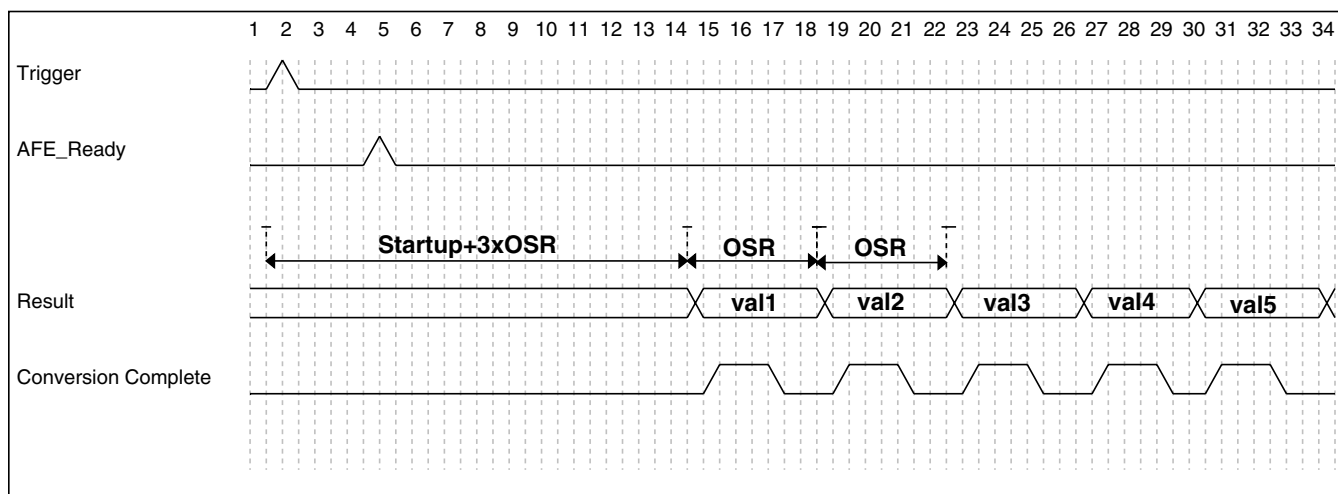 1 2 3 4 5 6 7 8 9 10 11 12 13 14 15 16 17 18 19 20 21 22 23 24 25 26 27 28 29 30 31 32 33 34
Trigger
AFE_Ready
Startup+3xOSR OSR OSR
Result val1 val2 val3 val4 val5
Conversion Complete